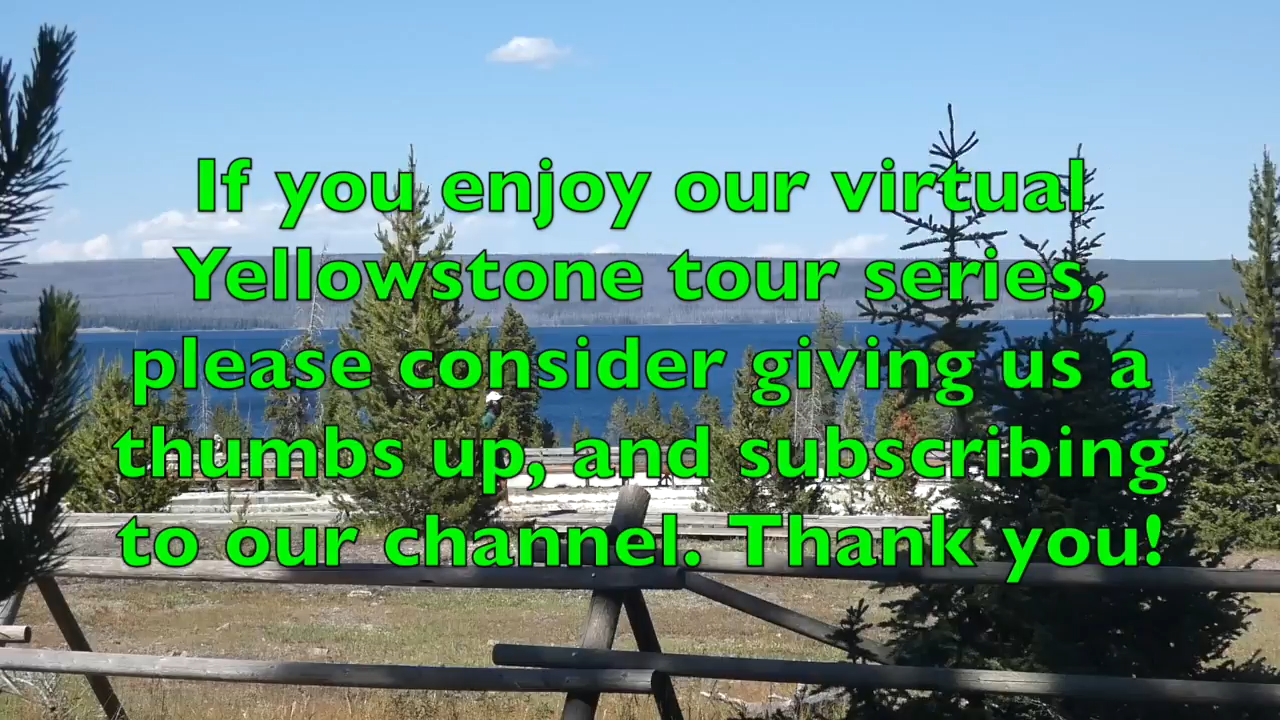 If you enjoy our virtual
Yellowstone tour series,
please consider giving us a
thumbs up, and subscribing
to our channel. Thank you!